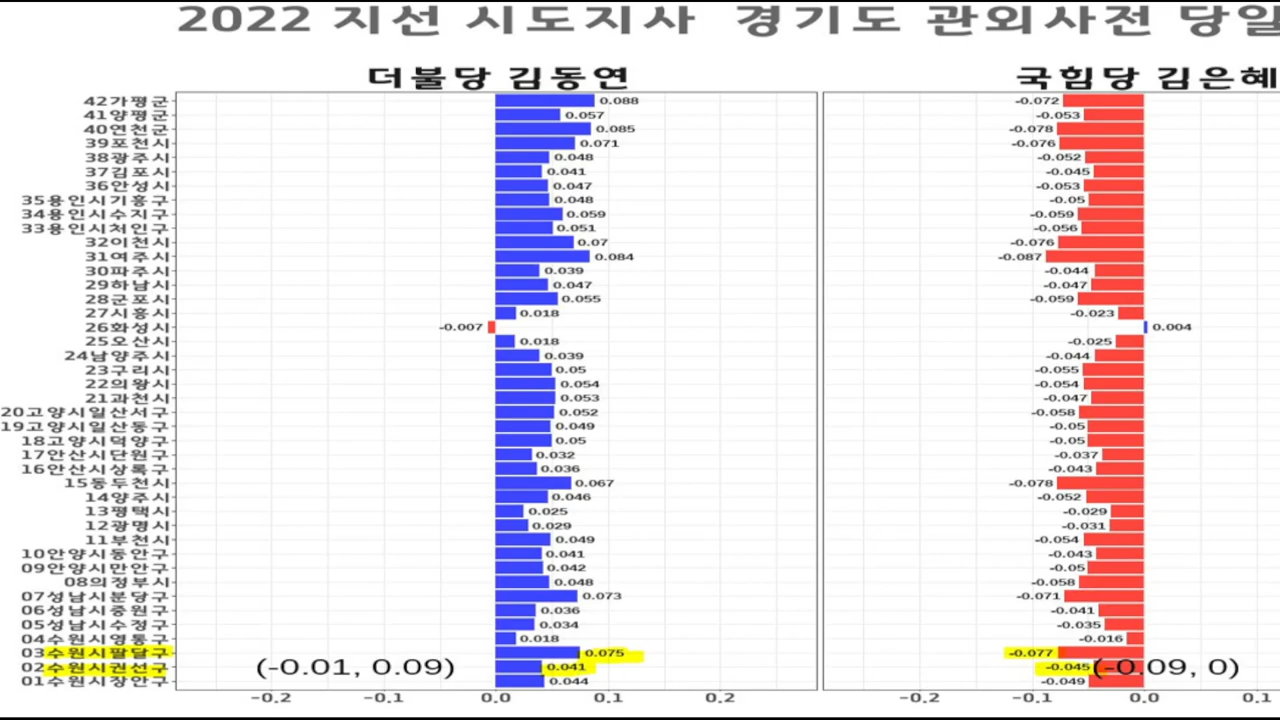 2022 지선 시도지사 경기도 관외사전 당일
더불당 김동연 국힘당 김은혜
42가평군 0.088 -0.072
41양평군 0.057 -0.053
40연천군 0.085 -0.078
39포천시 0.071 -0.076
38광주시 0.048 -0.052
37김포시 0.041 -0.045
36안성시 0.047 -0.053
35용인시기흥구 0.048 -0.05
34용인시수지구 0.059 -0.059
33용인시처인구 0.051 -0.056
32이천시 0.07 -0.076
31여주시 0.084 -0.087
30파주시 0.039 -0.044
29하남시 0.047 -0.047
28군포시 0.055 -0.059
27시흥시 0.018 -0.023
26화성시 -0.007 0.004
25오산시 0.018 -0.025
24남양주시 0.039 -0.044
23구리시 0.05 -0.055
22의왕시 0.054 -0.054
21과천시 0.053 -0.047
20고양시일산서구 0.052 -0.058
19고양시일산동구 0.049 -0.05
18고양시덕양구 0.05 -0.05
17안산시단원구 0.032 -0.037
16안산시상록구 0.036 -0.043
15동두천시 0.067 -0.078
14양주시 0.046 -0.052
13평택시 0.025 -0.029
12광명시 0.029 -0.031
11부천시 0.049 -0.054
10안양시동안구 0.041 -0.043
09안양시만안구 0.042 -0.05
08의정부시 0.048 -0.058
07성남시분당구 0.073 -0.071
06성남시중원구 0.036 -0.041
05성남시수정구 0.034 -0.035
04수원시영통구 0.018 -0.016
03수원시팔달구 0.075 -0.077
02수원시권선구 (-0.01, 0.09) 0.041 -0.045 (-0.09, 0)
01수원시장안구 0.044 -0.049
-0.2 -0.1 0.0 0.1 0.2 -0.2 -0.1 0.0 0.1